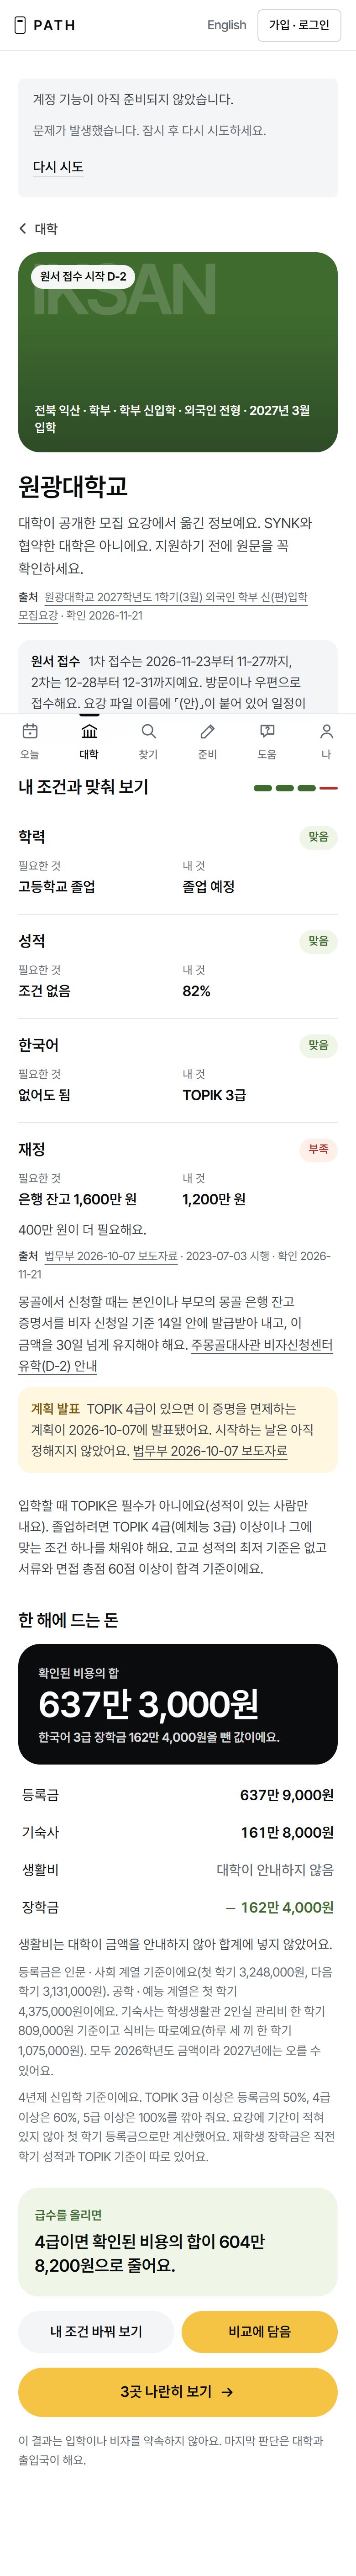 PATH
English
가입 · 로그인
계정 기능이 아직 준비되지 않았습니다.
문제가 발생했습니다. 잠시 후 다시 시도하세요.
다시 시도
대학
IKSAN
원서 접수 시작 D-2
전북 익산 · 학부 · 학부 신입학 · 외국인 전형 · 2027년 3월
입학
원광대학교
대학이 공개한 모집 요강에서 옮긴 정보예요. SYNK와
협약한 대학은 아니에요. 지원하기 전에 원문을 꼭
확인하세요.
출처 원광대학교 2027학년도 1학기(3월) 외국인 학부 신(편)입학
모집요강 · 확인 2026-11-21
원서 접수 1차 접수는 2026-11-23부터 11-27까지,
2차는 12-28부터 12-31까지예요. 방문이나 우편으로
접수해요. 요강 파일 이름에 「(안)」이 붙어 있어 일정이
오늘
대학
찾기
준비
도움
나
내 조건과 맞춰 보기
학력
맞음
필요한 것
내 것
고등학교 졸업
졸업 예정
성적
맞음
필요한 것
내 것
조건 없음
82%
한국어
맞음
필요한 것
내 것
없어도 됨
TOPIK 3급
재정
부족
필요한 것
내 것
은행 잔고 1,600만 원
1,200만 원
400만 원이 더 필요해요.
출처 법무부 2026-10-07 보도자료 · 2023-07-03 시행 · 확인 2026-
11-21
몽골에서 신청할 때는 본인이나 부모의 몽골 은행 잔고
증명서를 비자 신청일 기준 14일 안에 발급받아 내고, 이
금액을 30일 넘게 유지해야 해요. 주몽골대사관 비자신청센터
유학(D-2) 안내
계획 발표 TOPIK 4급이 있으면 이 증명을 면제하는
계획이 2026-10-07에 발표됐어요. 시작하는 날은 아직
정해지지 않았어요. 법무부 2026-10-07 보도자료
입학할 때 TOPIK은 필수가 아니에요(성적이 있는 사람만
내요). 졸업하려면 TOPIK 4급(예체능 3급) 이상이나 그에
맞는 조건 하나를 채워야 해요. 고교 성적의 최저 기준은 없고
서류와 면접 총점 60점 이상이 합격 기준이에요.
한 해에 드는 돈
확인된 비용의 합
637만 3,000원
한국어 3급 장학금 162만 4,000원을 뺀 값이에요.
등록금
637만 9,000원
기숙사
161만 8,000원
생활비
대학이 안내하지 않음
장학금
– 162만 4,000원
생활비는 대학이 금액을 안내하지 않아 합계에 넣지 않았어요.
등록금은 인문 · 사회 계열 기준이에요(첫 학기 3,248,000원, 다음
학기 3,131,000원). 공학 · 예능 계열은 첫 학기
4,375,000원이에요. 기숙사는 학생생활관 2인실 관리비 한 학기
809,000원 기준이고 식비는 따로예요(하루 세 끼 한 학기
1,075,000원). 모두 2026학년도 금액이라 2027년에는 오를 수
있어요.
4년제 신입학 기준이에요. TOPIK 3급 이상은 등록금의 50%, 4급
이상은 60%, 5급 이상은 100%를 깎아 줘요. 요강에 기간이 적혀
있지 않아 첫 학기 등록금으로만 계산했어요. 재학생 장학금은 직전
학기 성적과 TOPIK 기준이 따로 있어요.
급수를 올리면
4급이면 확인된 비용의 합이 604만
8,200원으로 줄어요.
내 조건 바꿔 보기
비교에 담음
3곳 나란히 보기 →
이 결과는 입학이나 비자를 약속하지 않아요. 마지막 판단은 대학과
출입국이 해요.